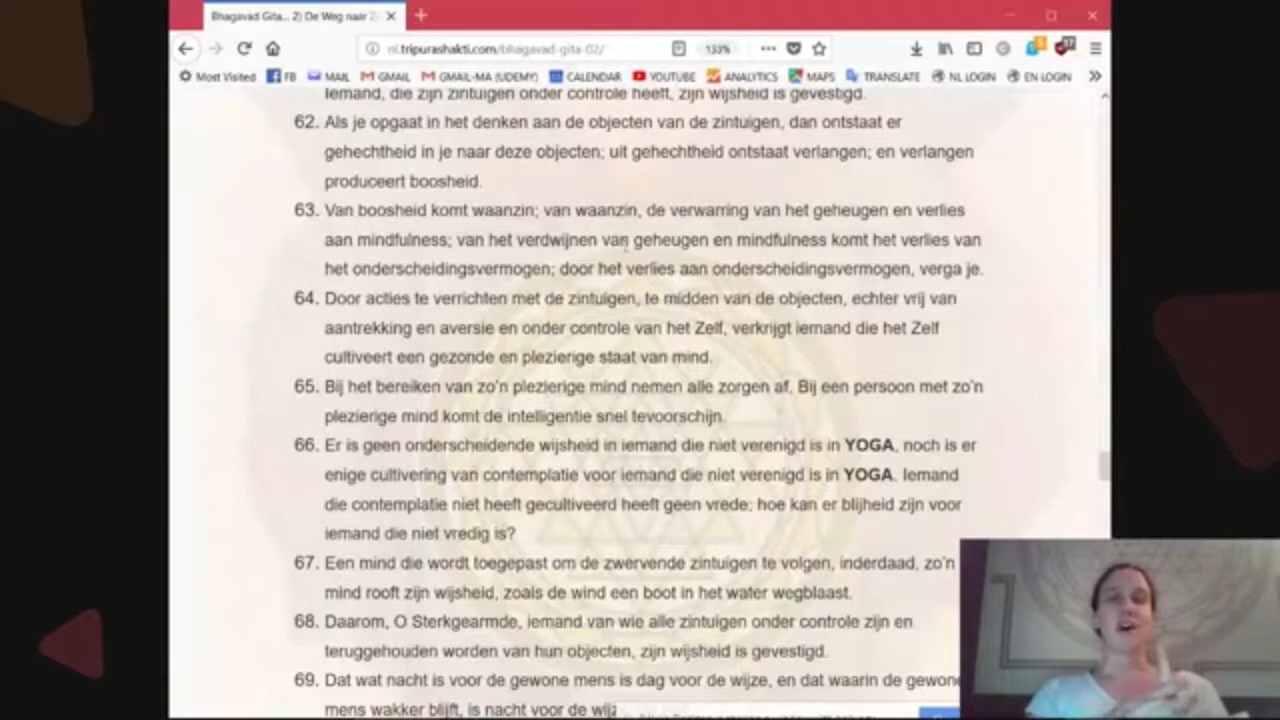 Bhagavad Gita... 2) De Weg naar
nl.tripurashakti.com/bhagavad-gita-02/
133%
Most Visited FB MAIL GMAIL GMAIL-MA (UDEMY) CALENDAR YOUTUBE ANALYTICS MAPS TRANSLATE NL LOGIN EN LOGIN
Iemand, die zijn zintuigen onder controle heeft, zijn wijsheid is gevestigd.
62. Als je opgaat in het denken aan de objecten van de zintuigen, dan ontstaat er
gehechtheid in je naar deze objecten; uit gehechtheid ontstaat verlangen; en verlangen
produceert boosheid.
63. Van boosheid komt waanzin; van waanzin, de verwarring van het geheugen en verlies
aan mindfulness; van het verdwijnen van geheugen en mindfulness komt het verlies van
het onderscheidingsvermogen; door het verlies aan onderscheidingsvermogen, verga je.
64. Door acties te verrichten met de zintuigen, te midden van de objecten, echter vrij van
aantrekking en aversie en onder controle van het Zelf, verkrijgt iemand die het Zelf
cultiveert een gezonde en plezierige staat van mind.
65. Bij het bereiken van zo'n plezierige mind nemen alle zorgen af. Bij een persoon met zo'n
plezierige mind komt de intelligentie snel tevoorschijn.
66. Er is geen onderscheidende wijsheid in iemand die niet verenigd is in YOGA, noch is er
enige cultivering van contemplatie voor iemand die niet verenigd is in YOGA. Iemand
die contemplatie niet heeft gecultiveerd heeft geen vrede; hoe kan er blijheid zijn voor
iemand die niet vredig is?
67. Een mind die wordt toegepast om de zwervende zintuigen te volgen, inderdaad, zo'n
mind rooft zijn wijsheid, zoals de wind een boot in het water wegblaast.
68. Daarom, O Sterkgearmde, iemand van wie alle zintuigen onder controle zijn en
teruggehouden worden van hun objecten, zijn wijsheid is gevestigd.
69. Dat wat nacht is voor de gewone mens is dag voor de wijze, en dat waarin de gewone
mens wakker blijft, is nacht voor de